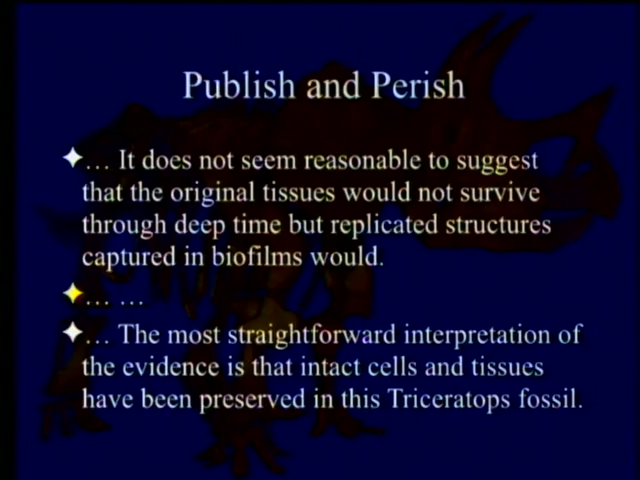 Publish and Perish
… It does not seem reasonable to suggest
that the original tissues would not survive
through deep time but replicated structures
captured in biofilms would.
… …
… The most straightforward interpretation of
the evidence is that intact cells and tissues
have been preserved in this Triceratops fossil.